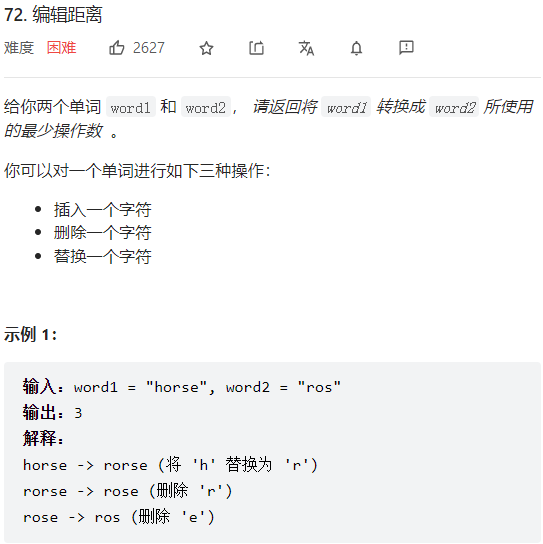 72. 编辑距离
难度 困难 2627
给你两个单词 word1 和 word2， 请返回将 word1 转换成 word2 所使用
的最少操作数 。
你可以对一个单词进行如下三种操作：
• 插入一个字符
• 删除一个字符
• 替换一个字符
示例 1：
输入：word1 = "horse", word2 = "ros"
输出：3
解释：
horse -> rorse (将 'h' 替换为 'r')
rorse -> rose (删除 'r')
rose -> ros (删除 'e')